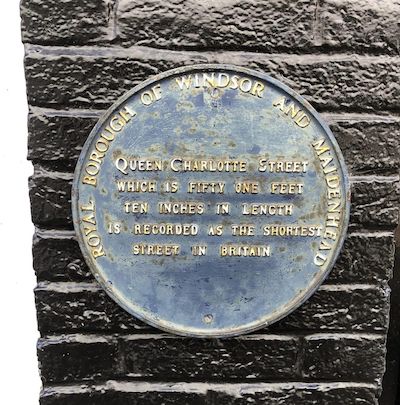 ROYAL BOROUGH OF WINDSOR AND MAIDENHEAD
QUEEN CHARLOTTE STREET
WHICH IS FIFTY ONE FEET
TEN INCHES IN LENGTH
IS RECORDED AS THE SHORTEST
STREET IN BRITAIN